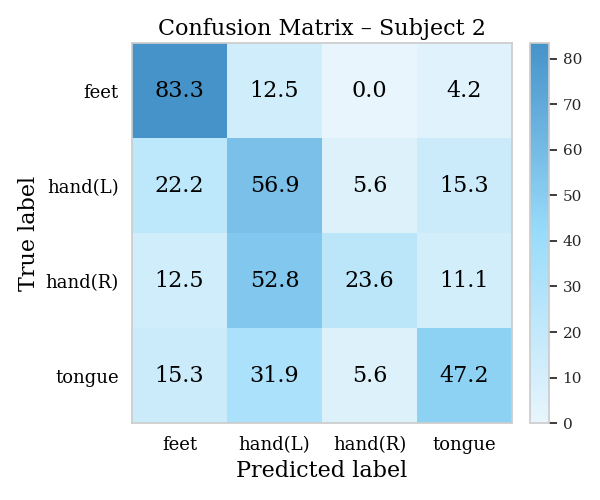 Confusion Matrix – Subject 2
True label
feet 83.3 12.5 0.0 4.2
hand(L) 22.2 56.9 5.6 15.3
hand(R) 12.5 52.8 23.6 11.1
tongue 15.3 31.9 5.6 47.2
feet hand(L) hand(R) tongue
Predicted label
80
70
60
50
40
30
20
10
0